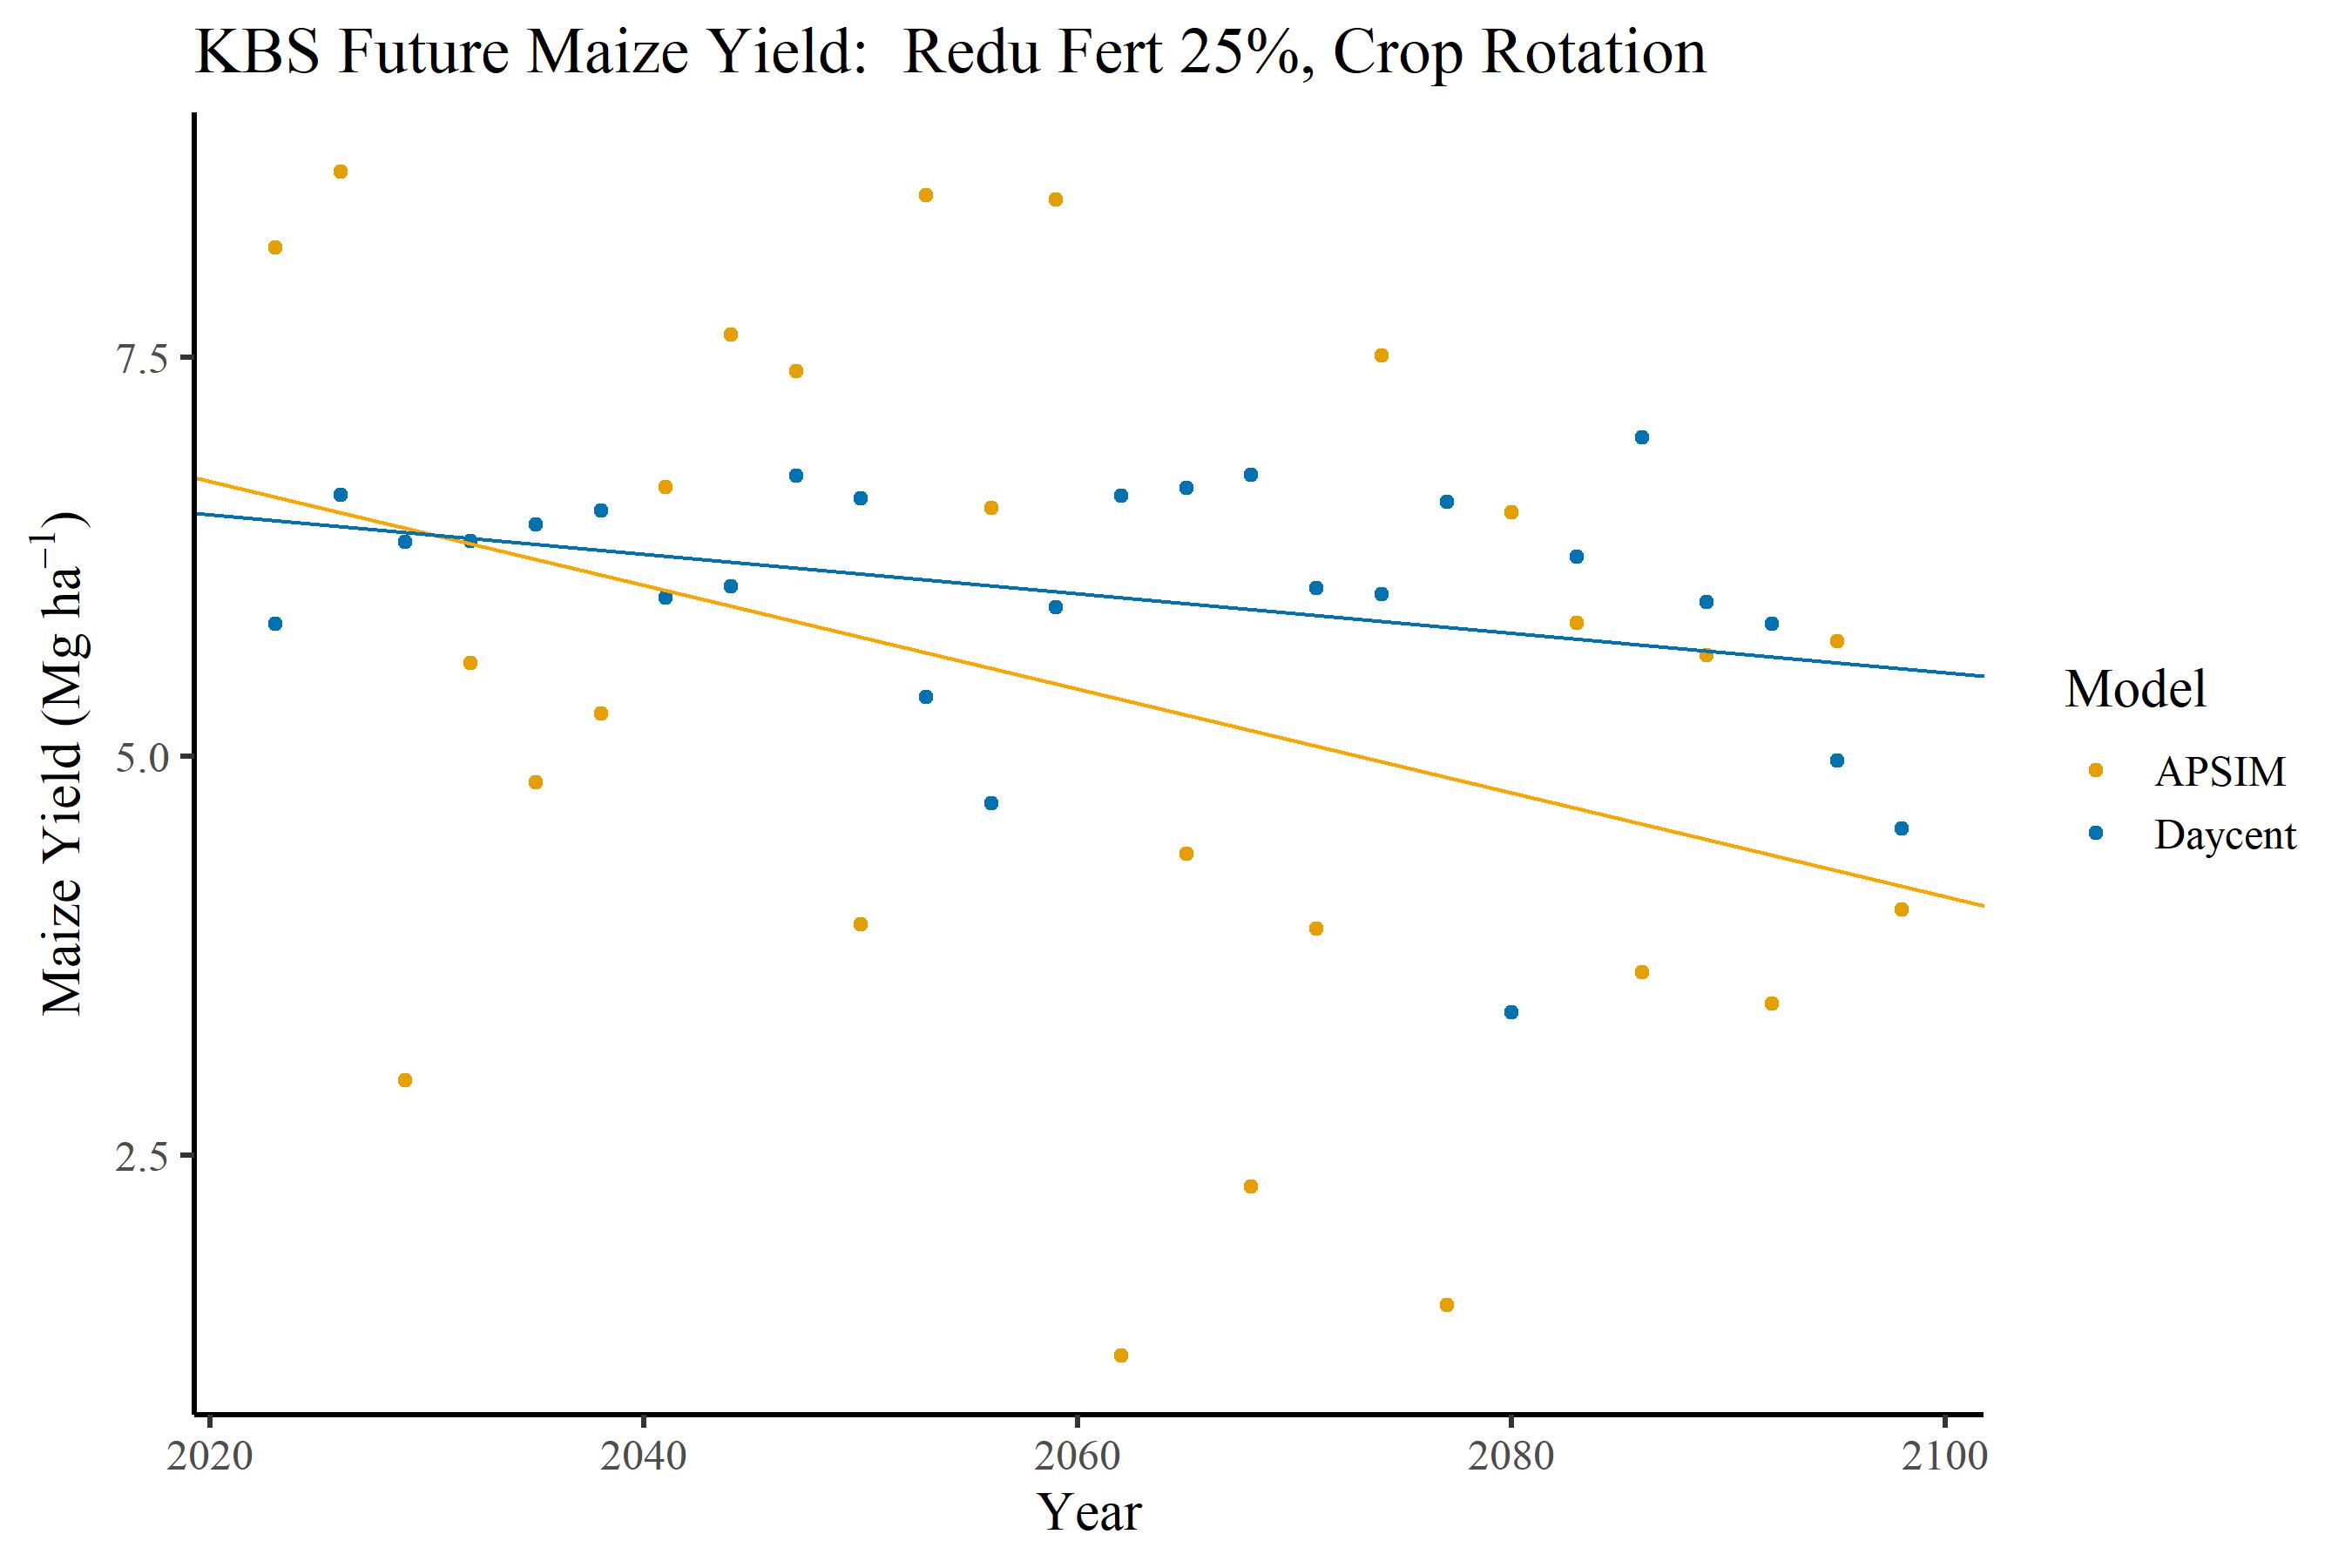 KBS Future Maize Yield:  Redu Fert 25%, Crop Rotation
Maize Yield (Mg ha⁻¹)
7.5
5.0
2.5
2020 2040 2060 2080 2100
Year
Model
APSIM
Daycent